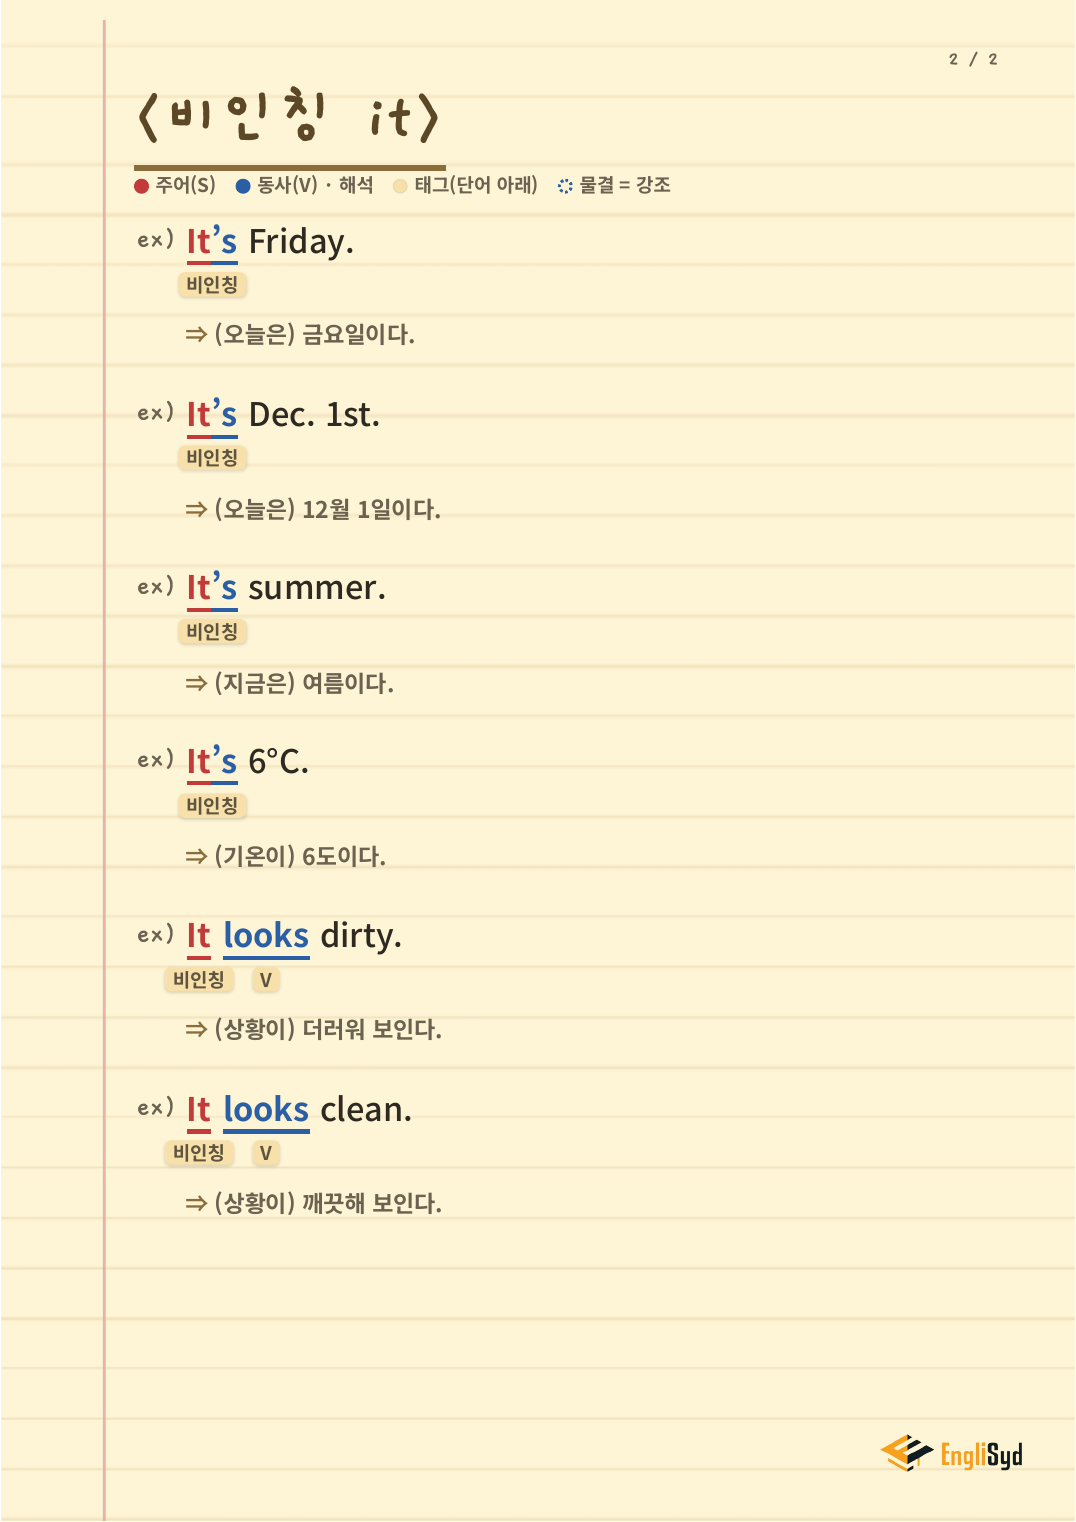 2 / 2
<비인칭 it>
주어(S) 동사(V) · 해석 태그(단어 아래) 물결 = 강조
ex) It's Friday.
비인칭
⇒ (오늘은) 금요일이다.
ex) It's Dec. 1st.
비인칭
⇒ (오늘은) 12월 1일이다.
ex) It's summer.
비인칭
⇒ (지금은) 여름이다.
ex) It's 6°C.
비인칭
⇒ (기온이) 6도이다.
ex) It looks dirty.
비인칭 V
⇒ (상황이) 더러워 보인다.
ex) It looks clean.
비인칭 V
⇒ (상황이) 깨끗해 보인다.
EngliSyd